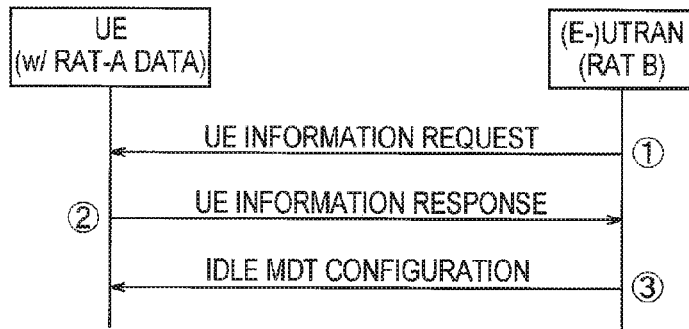 UE
(w/ RAT-A DATA)
(E-)UTRAN
(RAT B)
UE INFORMATION REQUEST
①
②
UE INFORMATION RESPONSE
IDLE MDT CONFIGURATION
③